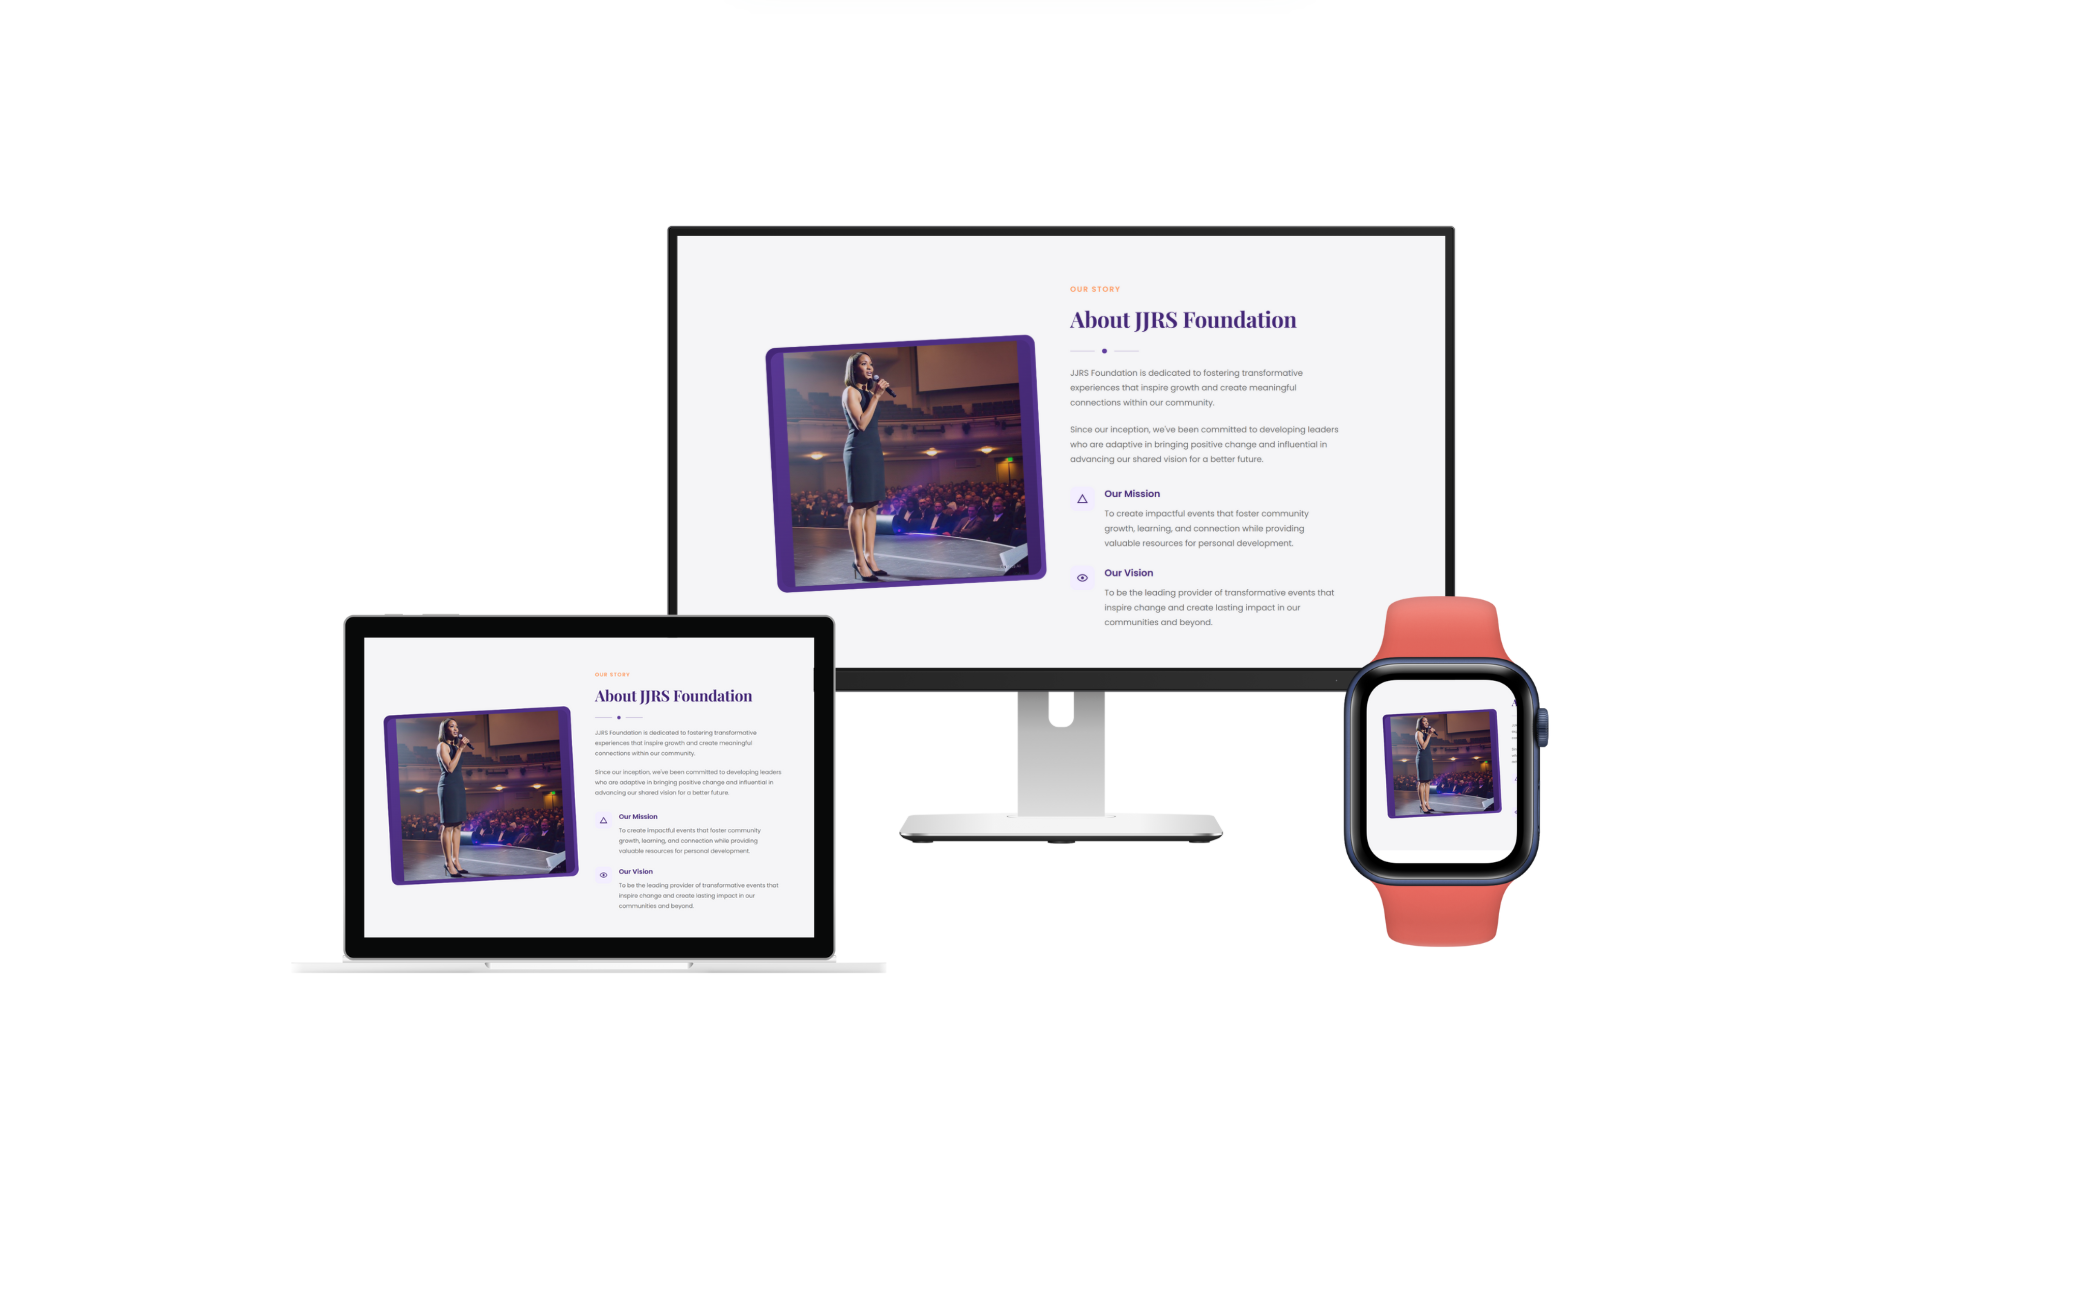 OUR STORY
About JJRS Foundation
JJRS Foundation is dedicated to fostering transformative
experiences that inspire growth and create meaningful
connections within our community.
Since our inception, we've been committed to developing leaders
who are adaptive in bringing positive change and influential in
advancing our shared vision for a better future.
Our Mission
To create impactful events that foster community
growth, learning, and connection while providing
valuable resources for personal development.
Our Vision
To be the leading provider of transformative events that
inspire change and create lasting impact in our
communities and beyond.
OUR STORY
About JJRS Foundation
JJRS Foundation is dedicated to fostering transformative
experiences that inspire growth and create meaningful
connections within our community.
Since our inception, we've been committed to developing leaders
who are adaptive in bringing positive change and influential in
advancing our shared vision for a better future.
Our Mission
To create impactful events that foster community
growth, learning, and connection while providing
valuable resources for personal development.
Our Vision
To be the leading provider of transformative events that
inspire change and create lasting impact in our
communities and beyond.